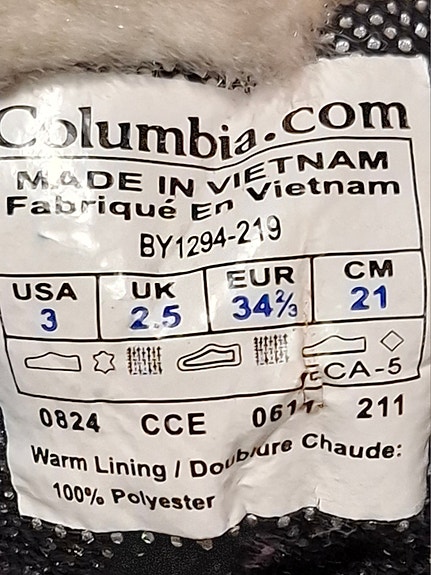 Columbia.com
MADE IN VIETNAM
Fabriqué En Vietnam
BY1294-219
USA UK EUR CM
3 2.5 34⅔ 21
CA-5
0824 CCE 0611 211
Warm Lining / Doublure Chaude:
100% Polyester